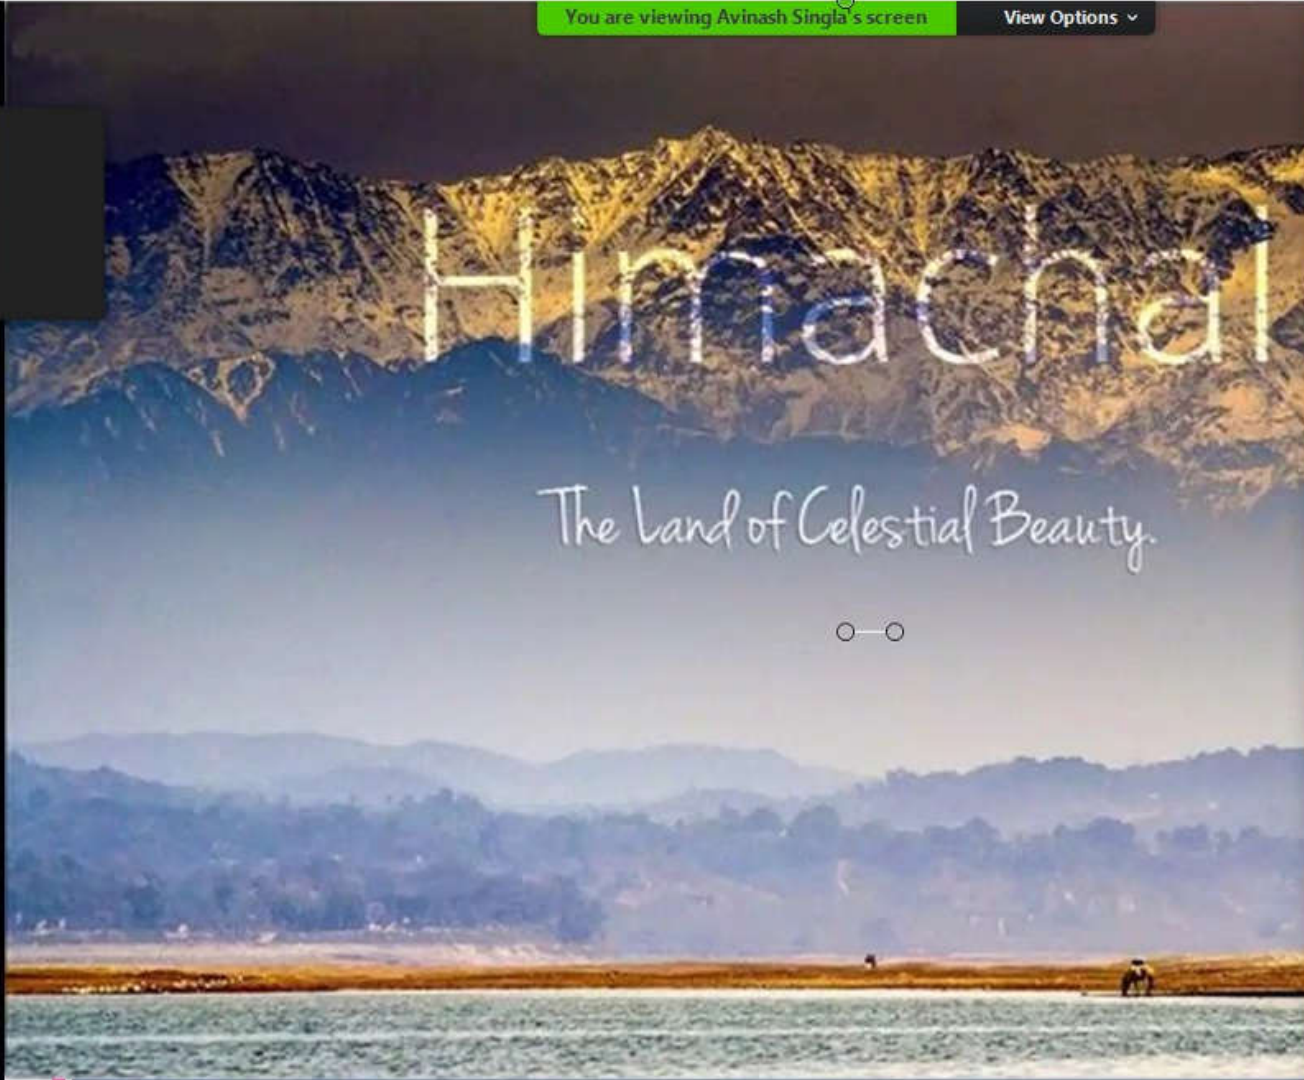 You are viewing Avinash Singla's screen
View Options
Himachal
The Land of Celestial Beauty.